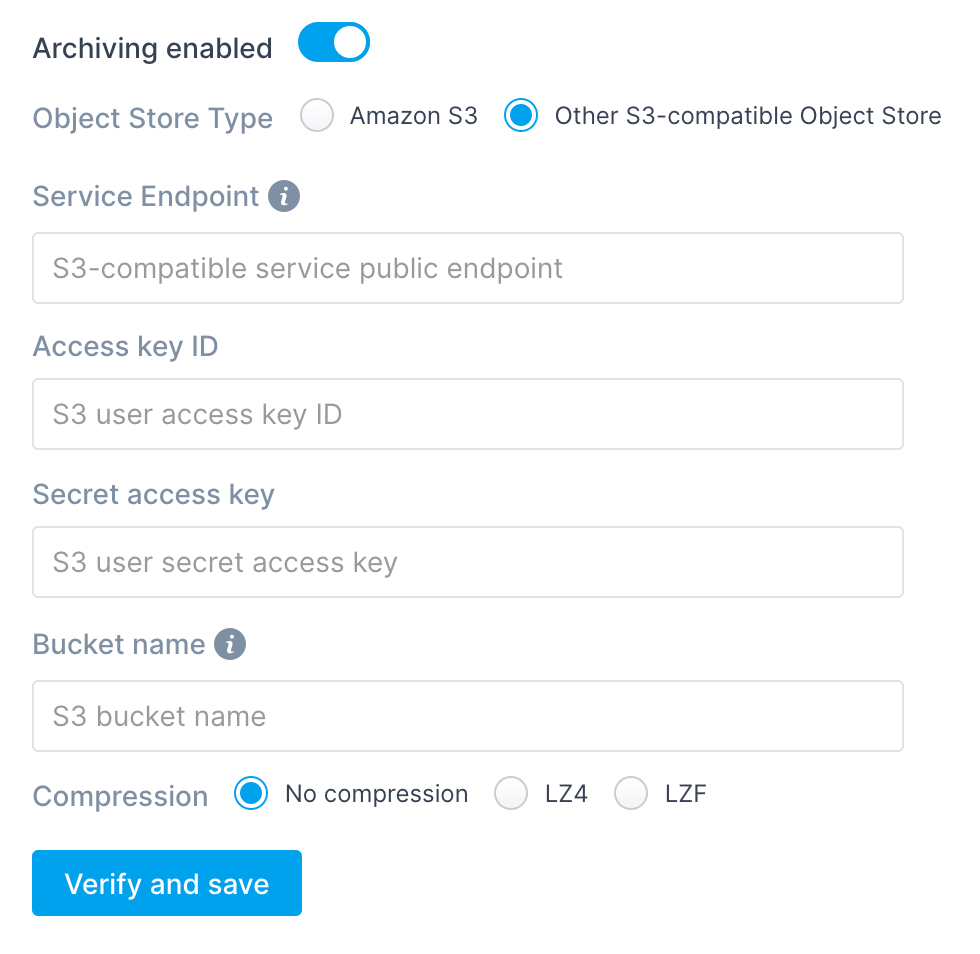 Archiving enabled
Object Store Type Amazon S3 Other S3-compatible Object Store
Service Endpoint i
S3-compatible service public endpoint
Access key ID
S3 user access key ID
Secret access key
S3 user secret access key
Bucket name i
S3 bucket name
Compression No compression LZ4 LZF
Verify and save